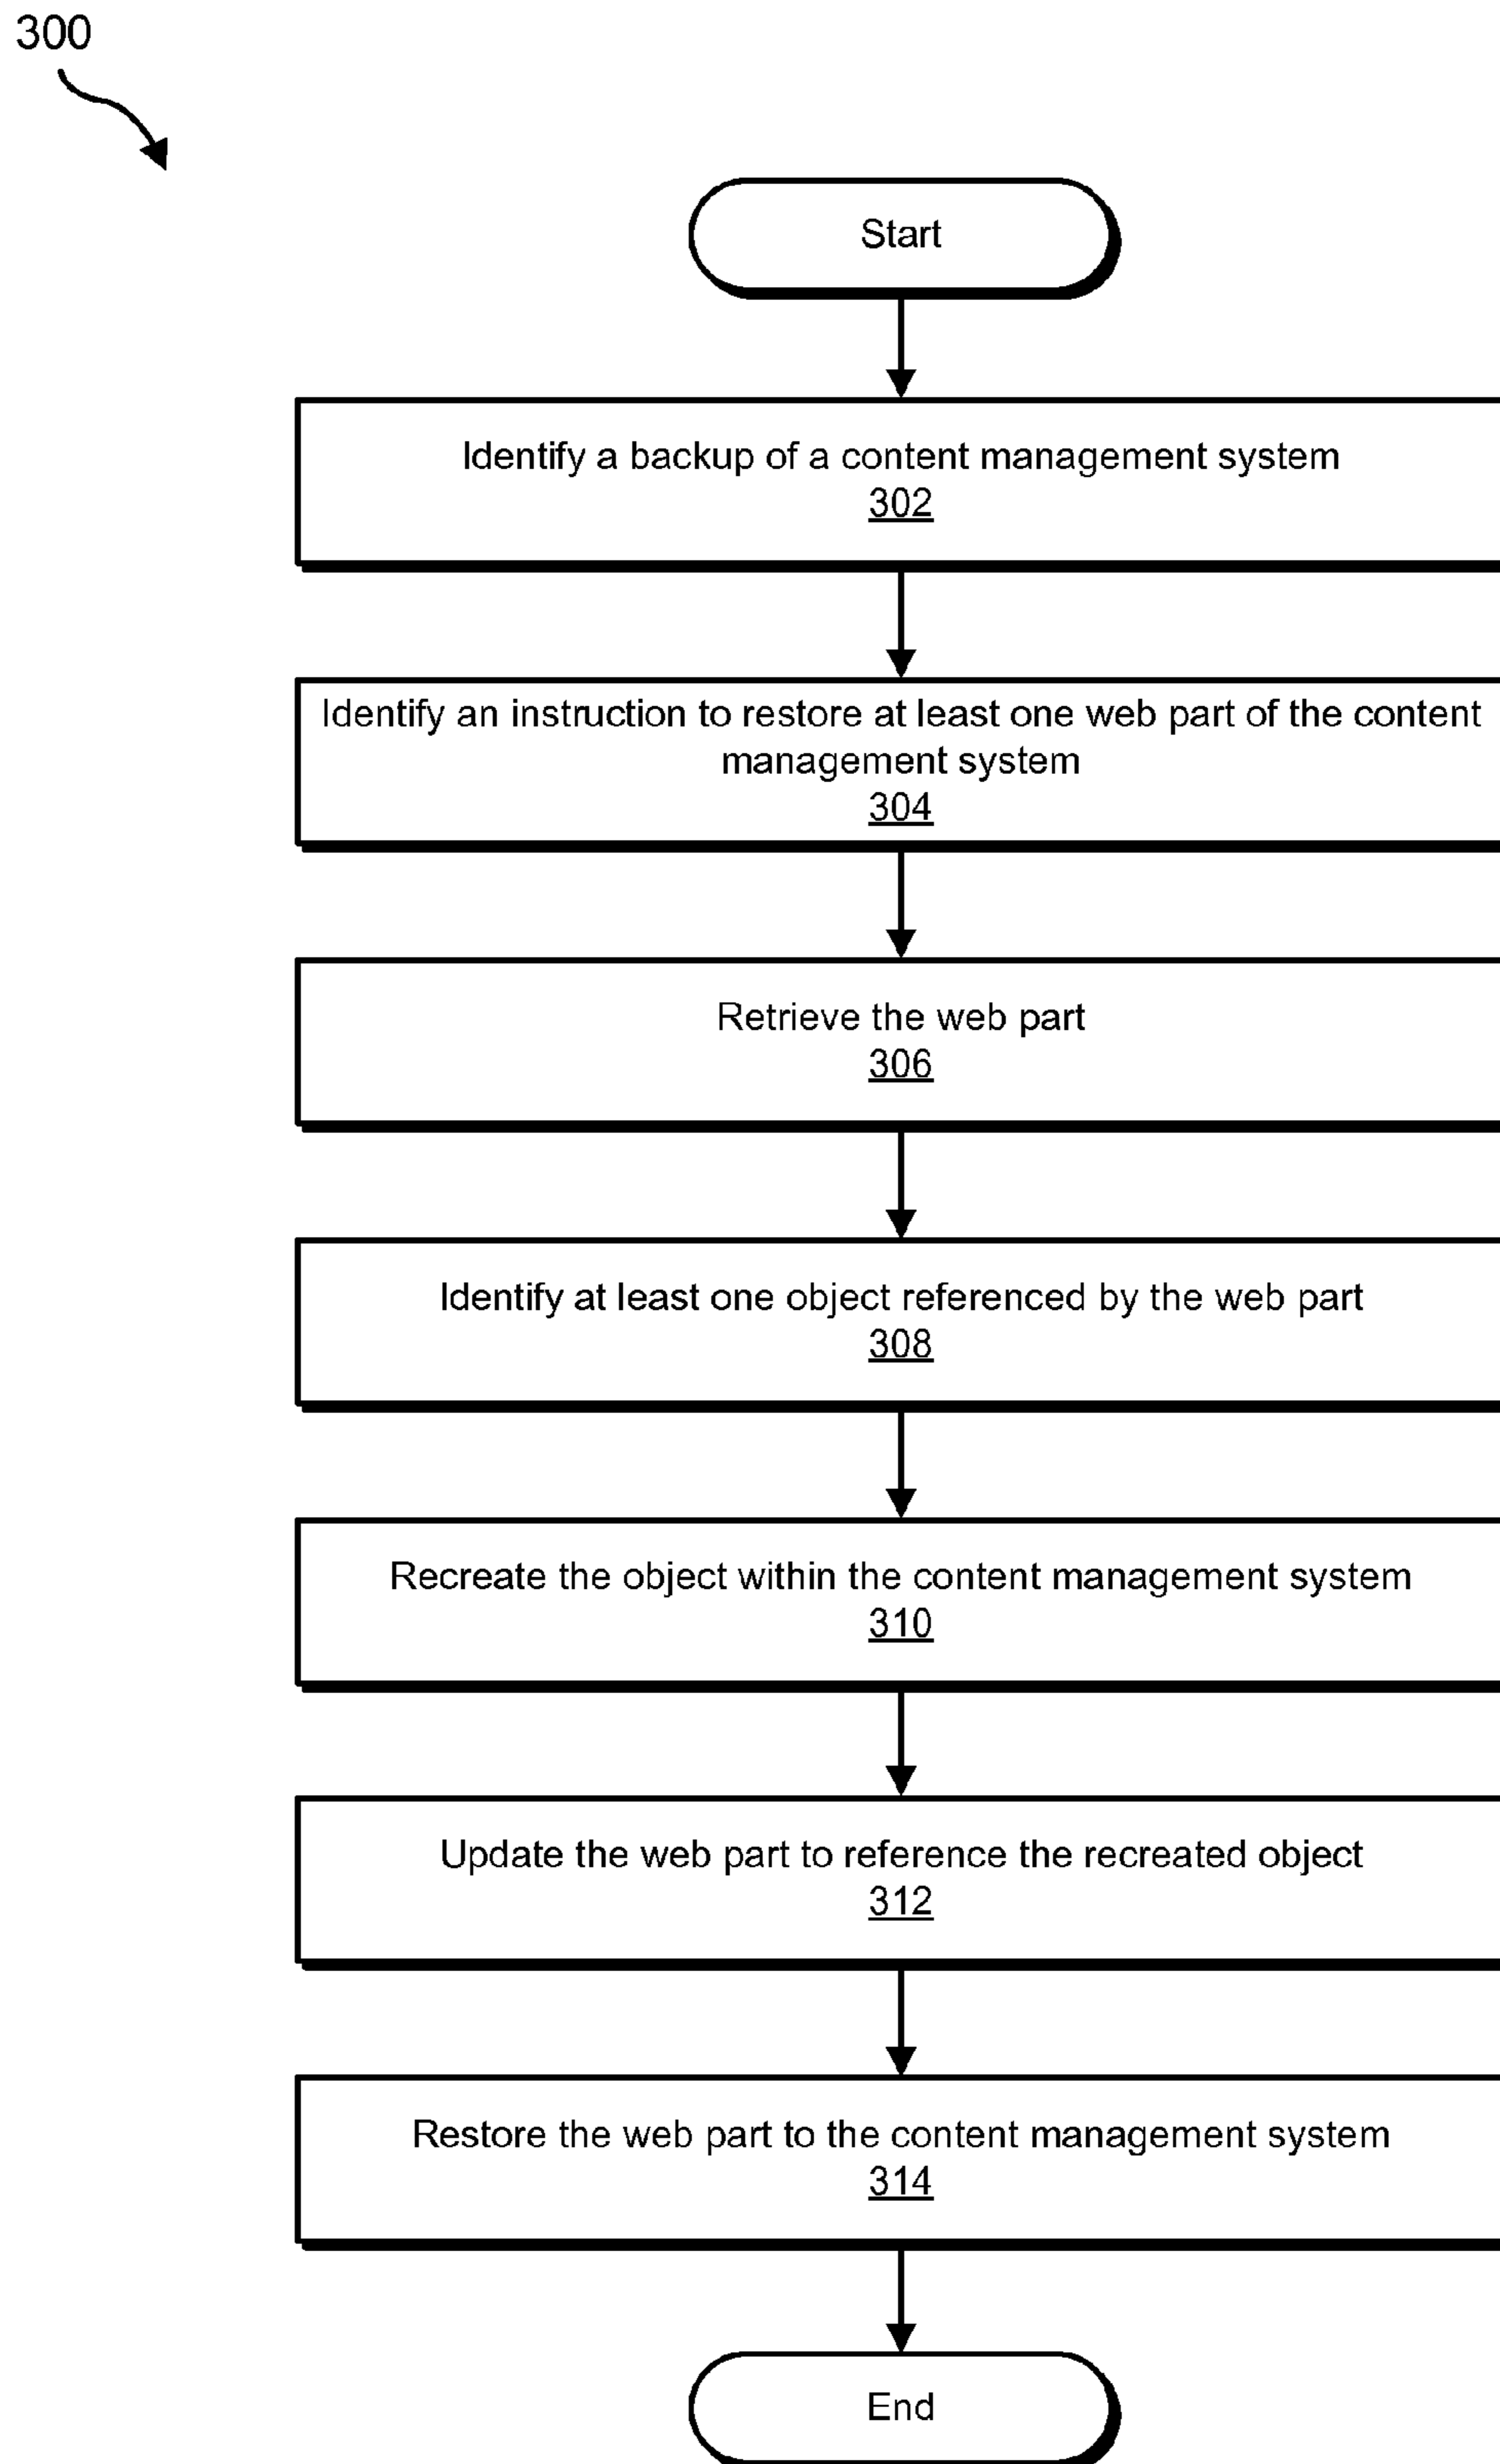 300
Start
Identify a backup of a content management system
302
Identify an instruction to restore at least one web part of the content
management system
304
Retrieve the web part
306
Identify at least one object referenced by the web part
308
Recreate the object within the content management system
310
Update the web part to reference the recreated object
312
Restore the web part to the content management system
314
End